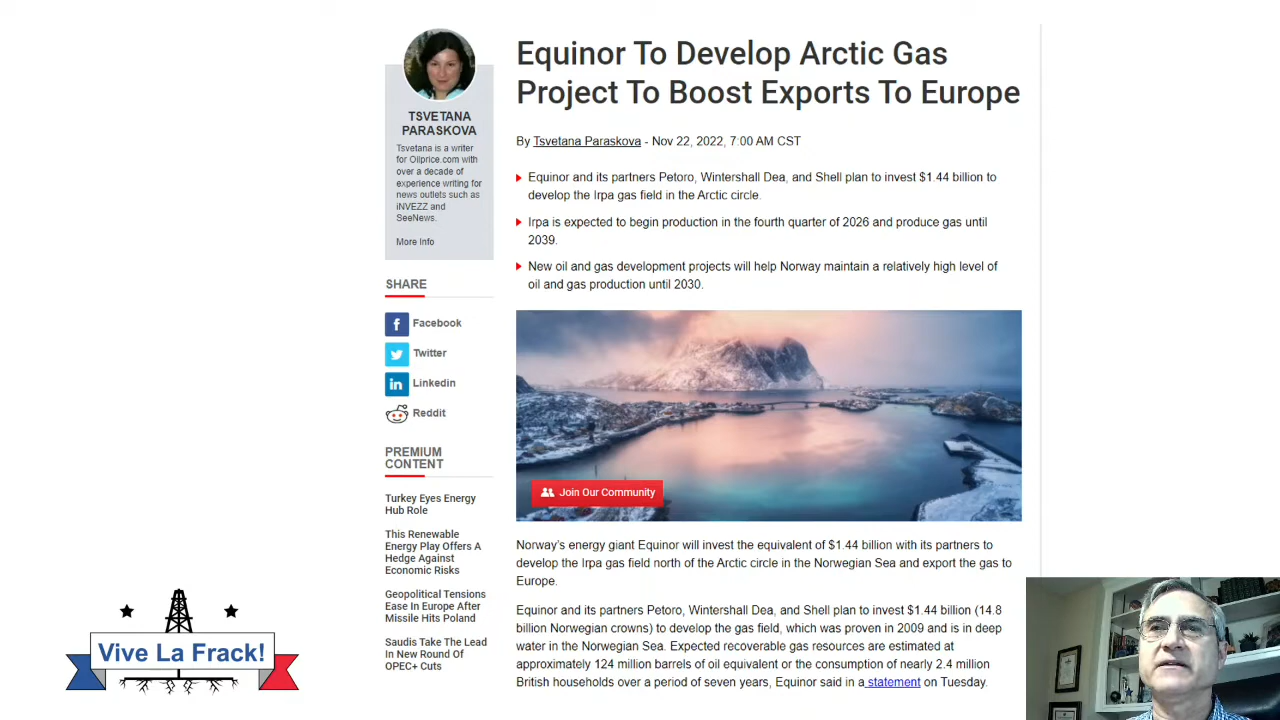 Equinor To Develop Arctic Gas
Project To Boost Exports To Europe
By Tsvetana Paraskova - Nov 22, 2022, 7:00 AM CST
Equinor and its partners Petoro, Wintershall Dea, and Shell plan to invest $1.44 billion to
develop the Irpa gas field in the Arctic circle.
Irpa is expected to begin production in the fourth quarter of 2026 and produce gas until
2039.
New oil and gas development projects will help Norway maintain a relatively high level of
oil and gas production until 2030.
Join Our Community
Norway's energy giant Equinor will invest the equivalent of $1.44 billion with its partners to
develop the Irpa gas field north of the Arctic circle in the Norwegian Sea and export the gas to
Europe.
Equinor and its partners Petoro, Wintershall Dea, and Shell plan to invest $1.44 billion (14.8
billion Norwegian crowns) to develop the gas field, which was proven in 2009 and is in deep
water in the Norwegian Sea. Expected recoverable gas resources are estimated at
approximately 124 million barrels of oil equivalent or the consumption of nearly 2.4 million
British households over a period of seven years, Equinor said in a statement on Tuesday.
TSVETANA
PARASKOVA
Tsvetana is a writer
for Oilprice.com with
over a decade of
experience writing for
news outlets such as
iNVEZZ and
SeeNews.
More Info
SHARE
Facebook
Twitter
Linkedin
Reddit
PREMIUM
CONTENT
Turkey Eyes Energy
Hub Role
This Renewable
Energy Play Offers A
Hedge Against
Economic Risks
Geopolitical Tensions
Ease In Europe After
Missile Hits Poland
Saudis Take The Lead
In New Round Of
OPEC+ Cuts
Vive La Frack!